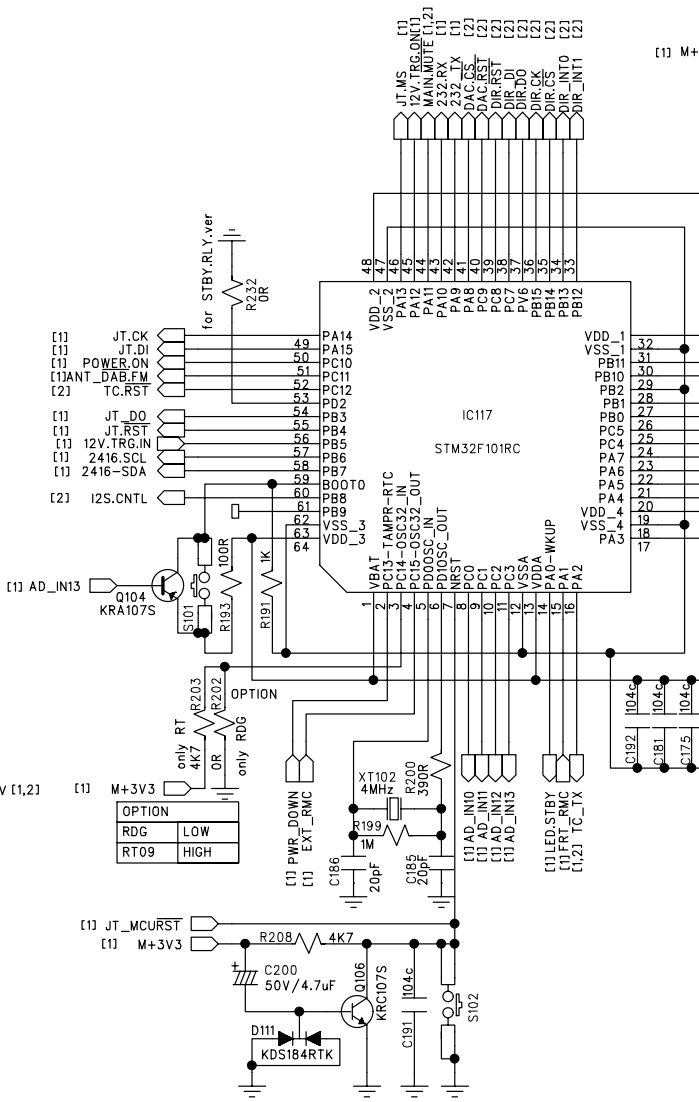 [1] JT.MS
[1] 12V.TRG.ON
[1,2] MAIN.MUTE
[1] 232.RX
[1] 232_TX
[2] DAC.CS
[2] DAC.RST
[2] DIR.RST
[2] DIR_DI
[2] DIR.DO
[2] DIR.CK
[2] DIR.CS
[2] DIR_INT0
[2] DIR_INT1
[1] M+
48 47 46 45 44 43 42 41 40 39 38 37 36 35 34 33
VDD_2 VSS_2 PA13 PA12 PA11 PA10 PA9 PA8 PC9 PC8 PC7 PV6 PB15 PB14 PB13 PB12
for STBY.RLY.ver
R232
0R
[1] JT.CK
[1] JT.DI
[1] POWER.ON
[1]ANT_DAB.FM
[2] TC.RST
[1] JT_DO
[1] JT.RST
[1] 12V.TRG.IN
[1] 2416.SCL
[1] 2416-SDA
[2] I2S.CNTL
49 PA14
50 PA15
51 PC10
52 PC11
53 PC12
54 PD2
55 PB3
56 PB4
57 PB5
58 PB6
59 PB7
60 BOOT0
61 PB8
62 PB9
63 VSS_3
64 VDD_3
IC117
STM32F101RC
VDD_1 32
VSS_1 31
PB11 30
PB10 29
PB2 28
PB1 27
PB0 26
PC5 25
PC4 24
PA7 23
PA6 22
PA5 21
PA4 20
VDD_4 19
VSS_4 18
PA3 17
VBAT PC13-TAMPR-RTC PC14-OSC32_IN PC15-OSC32_OUT PD0OSC_IN PD1OSC_OUT NRST PC0 PC1 PC2 PC3 VSSA VDDA PA0-WKUP PA1 PA2
1 2 3 4 5 6 7 8 9 10 11 12 13 14 15 16
[1] AD_IN13
Q104
KRA107S
S101
R193
100R
R191
1K
R203
4K7
only RT
R202
0R
only RDG
OPTION
V [1,2]
[1] M+3V3
OPTION
RDG LOW
RT09 HIGH
[1] PWR_DOWN
[1] EXT_RMC
XT102
4MHz
R200
390R
R199
1M
C186
20pF
C185
20pF
[1] AD_IN10
[1] AD_IN11
[1] AD_IN12
[1] AD_IN13
[1] LED.STBY
[1] FRT_RMC
[1,2] TC_TX
C192 104c
C181 104c
C175 104c
[1] JT_MCURST
[1] M+3V3
R208 4K7
+
C200
50V/4.7uF
Q106
KRC107S
D111
KDS184RTK
C191
104c
S102